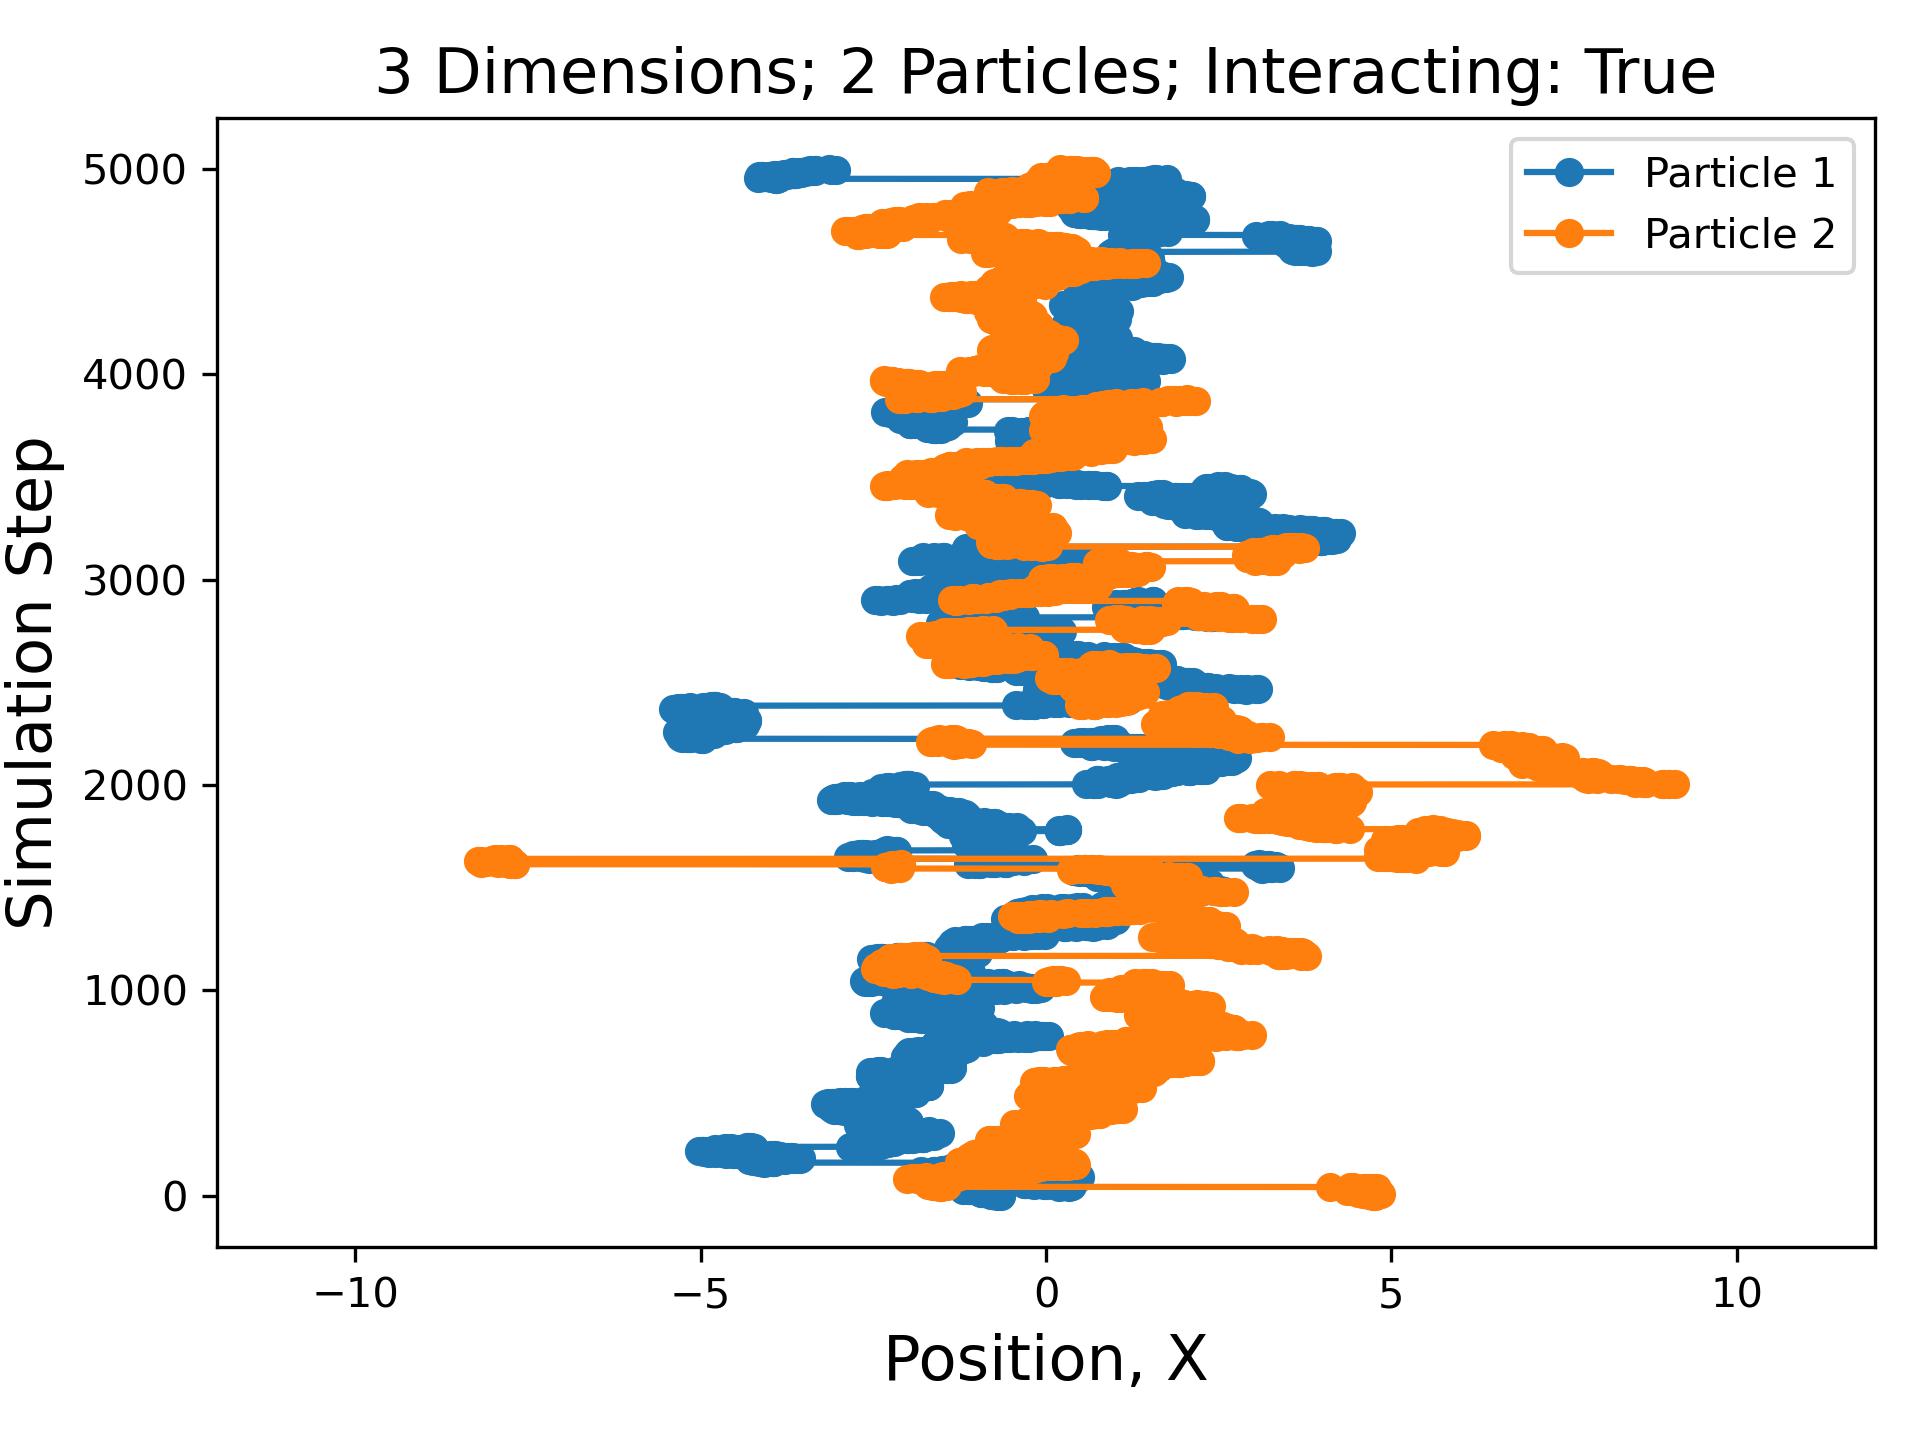 3 Dimensions; 2 Particles; Interacting: True
Particle 1
Particle 2
Simulation Step
5000
4000
3000
2000
1000
0
−10
−5
0
5
10
Position, X